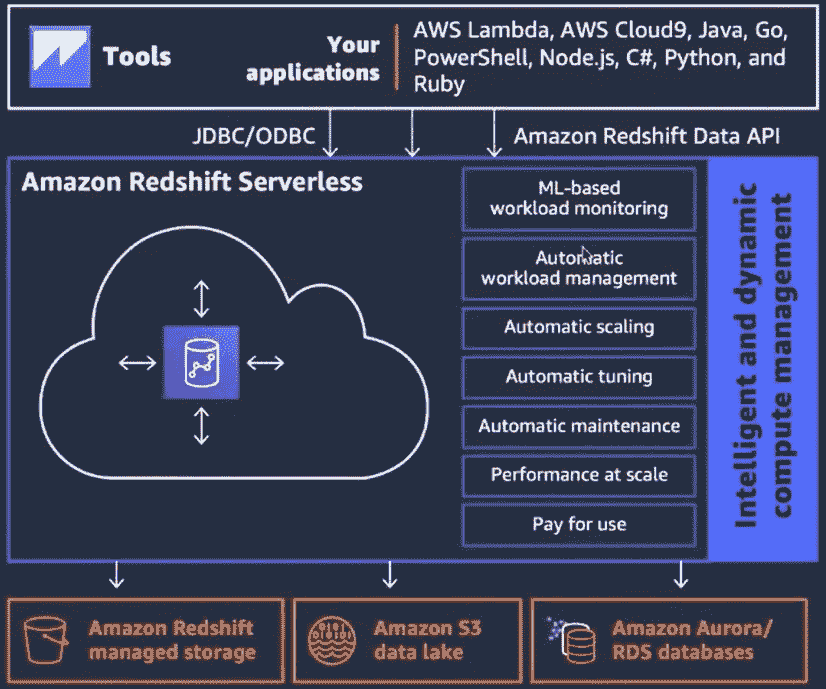 Tools
Your
applications
AWS Lambda, AWS Cloud9, Java, Go,
PowerShell, Node.js, C#, Python, and
Ruby
JDBC/ODBC
Amazon Redshift Data API
Amazon Redshift Serverless
ML-based
workload monitoring
Automatic
workload management
Automatic scaling
Automatic tuning
Automatic maintenance
Performance at scale
Pay for use
Intelligent and dynamic
compute management
Amazon Redshift
managed storage
Amazon S3
data lake
Amazon Aurora/
RDS databases